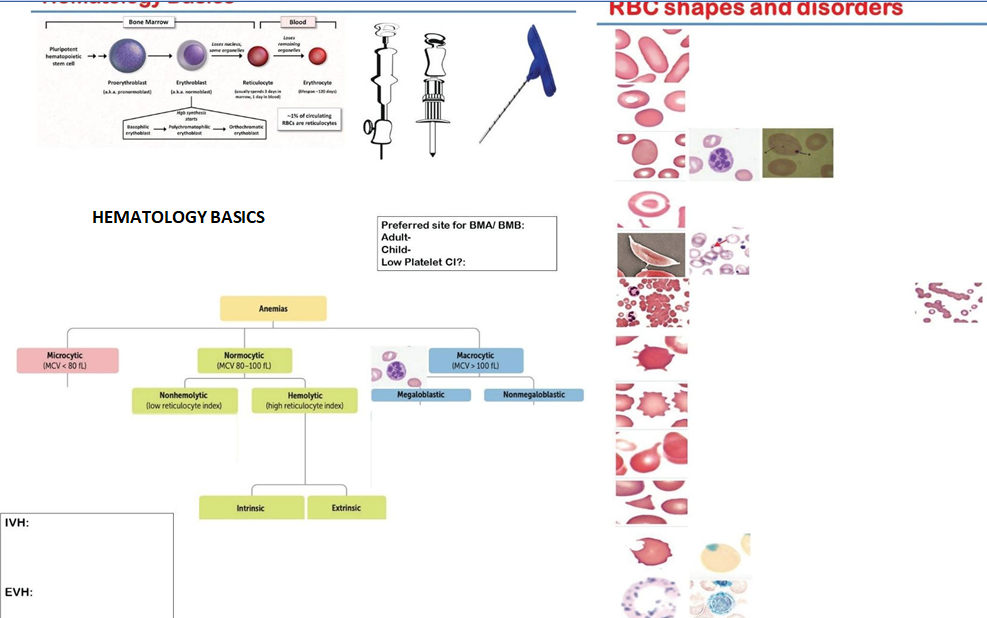 Hematology Basics
Bone Marrow
Blood
Pluripotent
hematopoietic
stem cell
Loses nucleus,
some organelles
Loses
remaining
organelles
Proerythroblast
(a.k.a. pronormoblast)
Erythroblast
(a.k.a. normoblast)
Reticulocyte
(usually spends 3 days in
marrow, 1 day in blood)
Erythrocyte
(lifespan ~120 days)
Hgb synthesis
starts
Basophilic
erythroblast
Polychromatophilic
erythroblast
Orthochromatic
erythroblast
~1% of circulating
RBCs are reticulocytes
HEMATOLOGY BASICS
Preferred site for BMA/ BMB:
Adult-
Child-
Low Platelet CI?:
Anemias
Microcytic
(MCV < 80 fL)
Normocytic
(MCV 80–100 fL)
Macrocytic
(MCV > 100 fL)
Nonhemolytic
(low reticulocyte index)
Hemolytic
(high reticulocyte index)
Megaloblastic
Nonmegaloblastic
Intrinsic
Extrinsic
IVH:
EVH:
RBC shapes and disorders